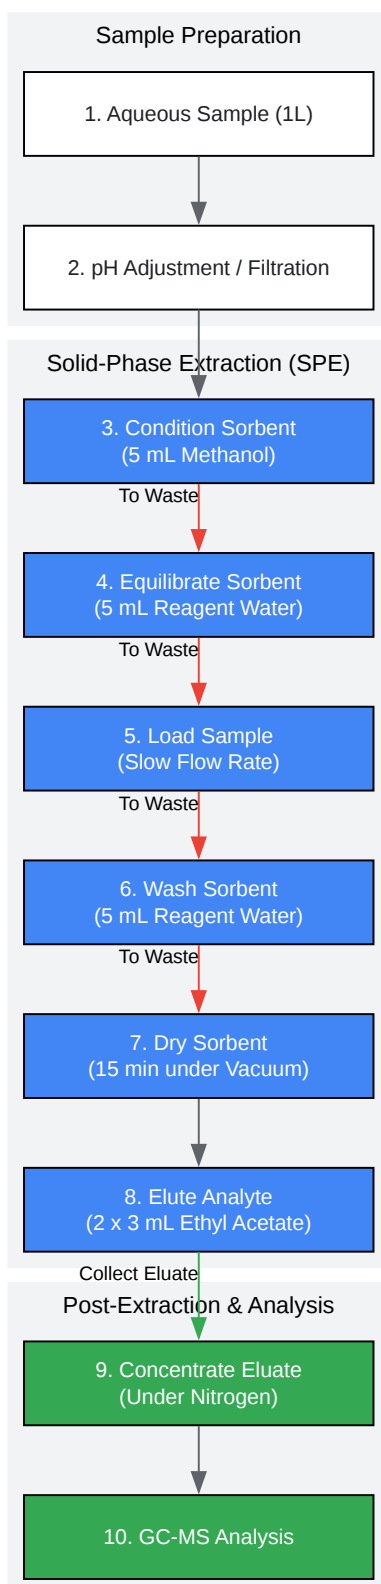 Sample Preparation
1. Aqueous Sample (1L)
2. pH Adjustment / Filtration
Solid-Phase Extraction (SPE)
3. Condition Sorbent
(5 mL Methanol)
To Waste
4. Equilibrate Sorbent
(5 mL Reagent Water)
To Waste
5. Load Sample
(Slow Flow Rate)
To Waste
6. Wash Sorbent
(5 mL Reagent Water)
To Waste
7. Dry Sorbent
(15 min under Vacuum)
8. Elute Analyte
(2 x 3 mL Ethyl Acetate)
Collect Eluate
Post-Extraction & Analysis
9. Concentrate Eluate
(Under Nitrogen)
10. GC-MS Analysis